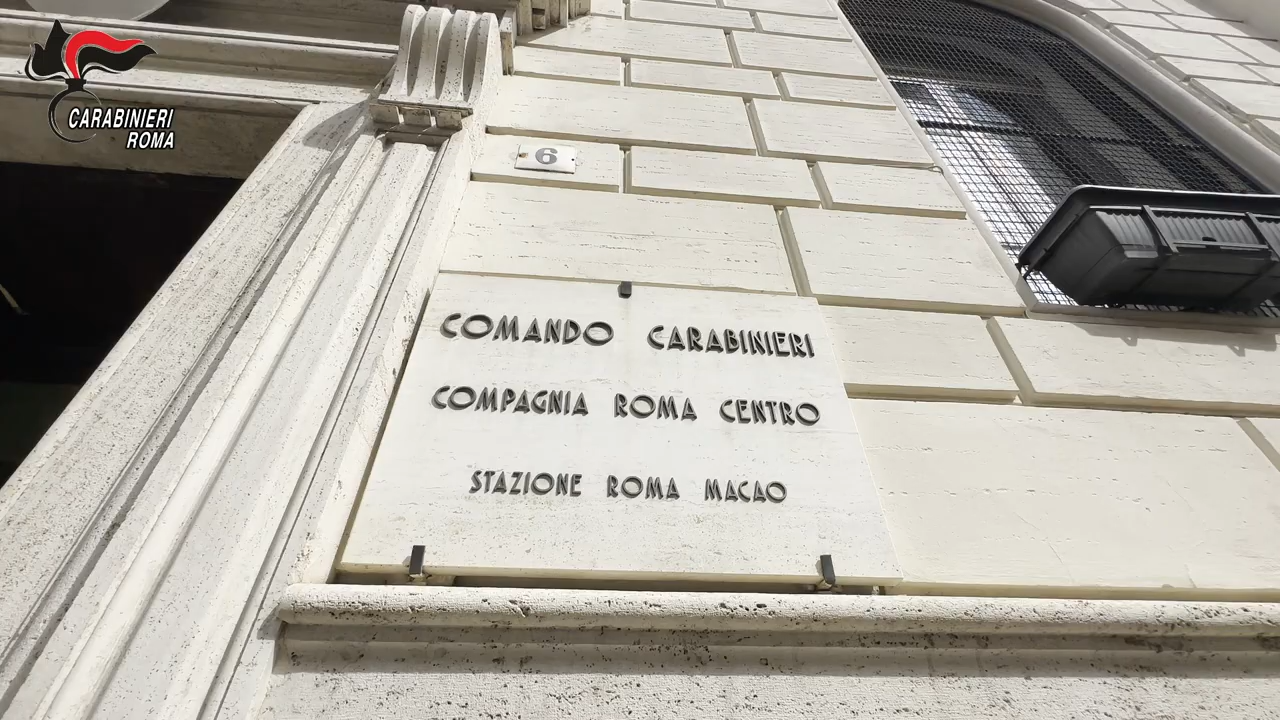 CARABINIERI
ROMA
6
COMANDO CARABINIERI
COMPAGNIA ROMA CENTRO
STAZIONE ROMA MACAO